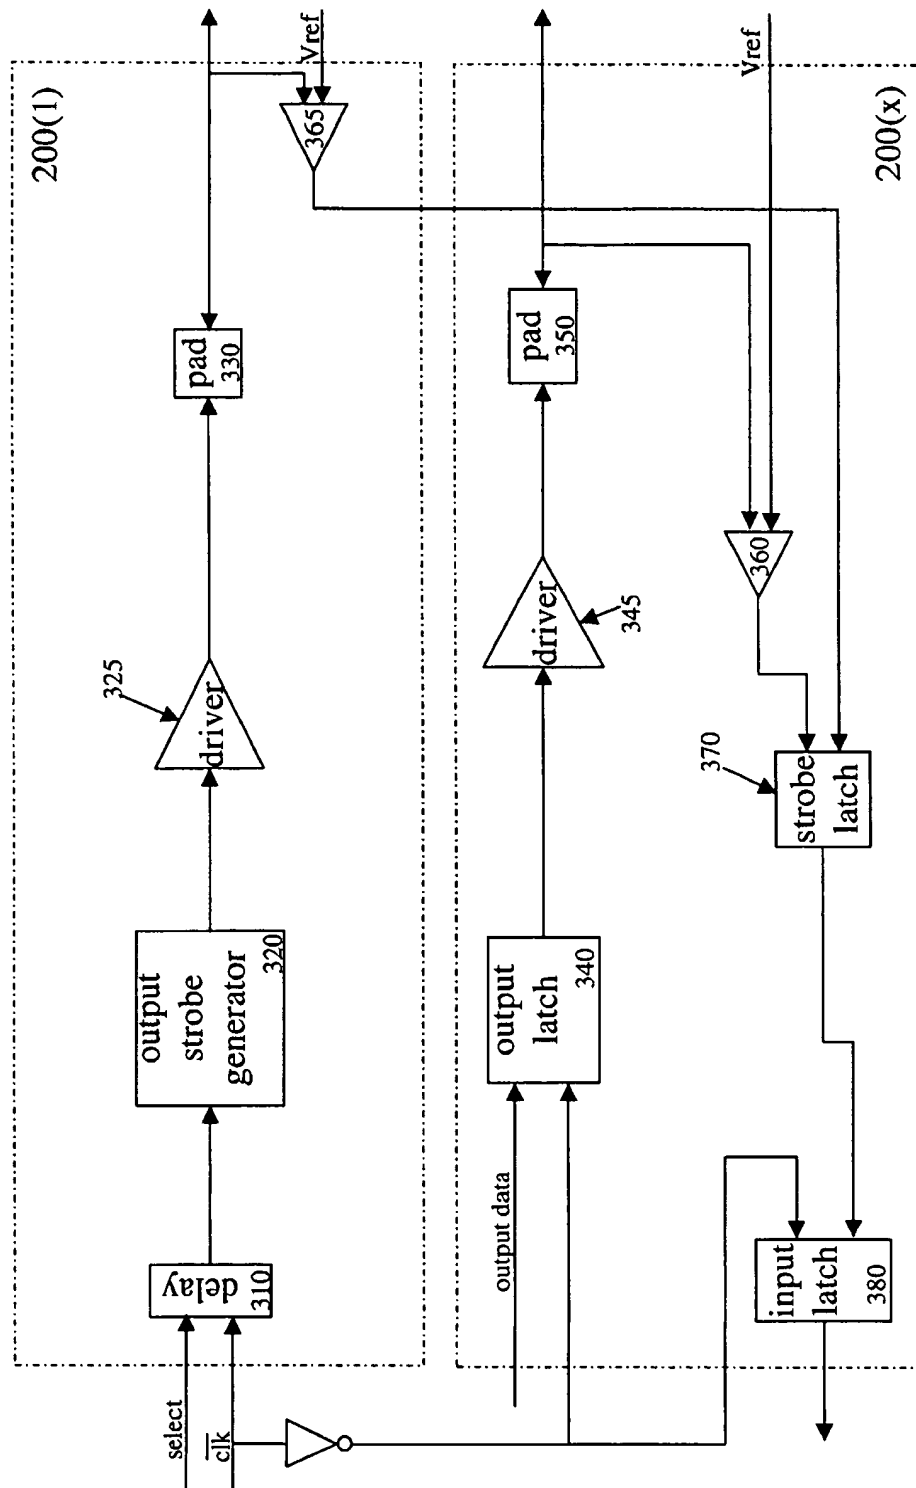 200(1)
select
clk
delay
310
output
strobe
generator
320
325
driver
pad
330
365
Vref
200(x)
output data
output
latch
340
driver
345
pad
350
Vref
360
370
strobe
latch
input
latch
380